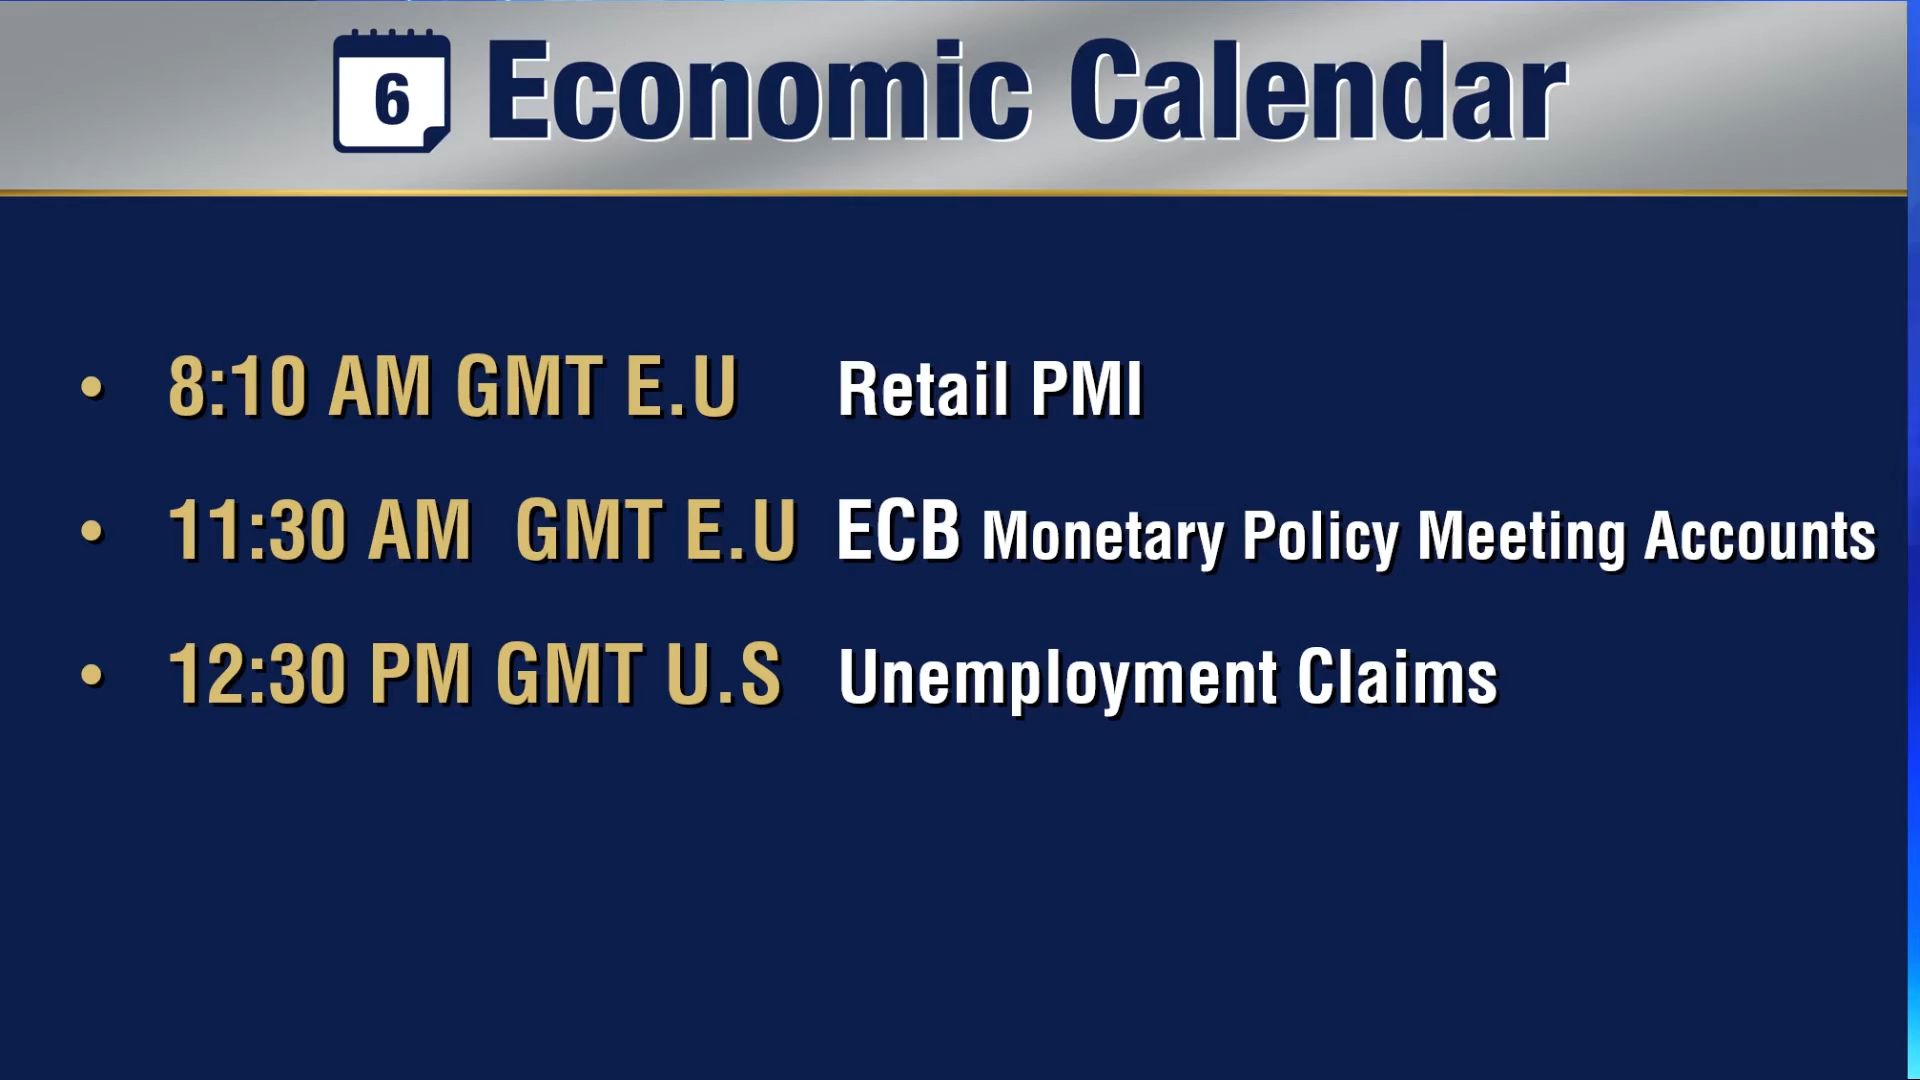 6 Economic Calendar
• 8:10 AM GMT E.U Retail PMI
• 11:30 AM GMT E.U ECB Monetary Policy Meeting Accounts
• 12:30 PM GMT U.S Unemployment Claims